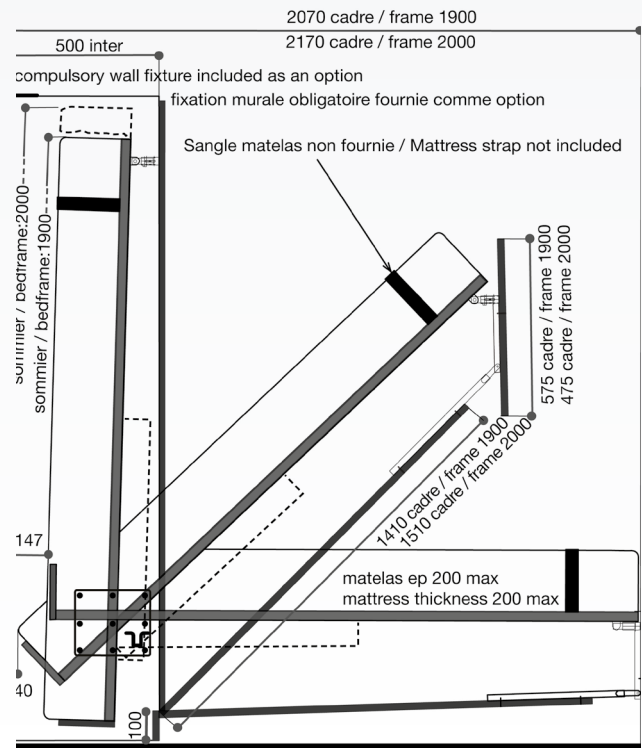 2070 cadre / frame 1900
2170 cadre / frame 2000
500 inter
compulsory wall fixture included as an option
fixation murale obligatoire fournie comme option
Sangle matelas non fournie / Mattress strap not included
sommier / bedframe:2000
sommier / bedframe:1900
575 cadre / frame 1900
475 cadre / frame 2000
1410 cadre / frame 1900
1510 cadre / frame 2000
147
matelas ep 200 max
mattress thickness 200 max
40
100